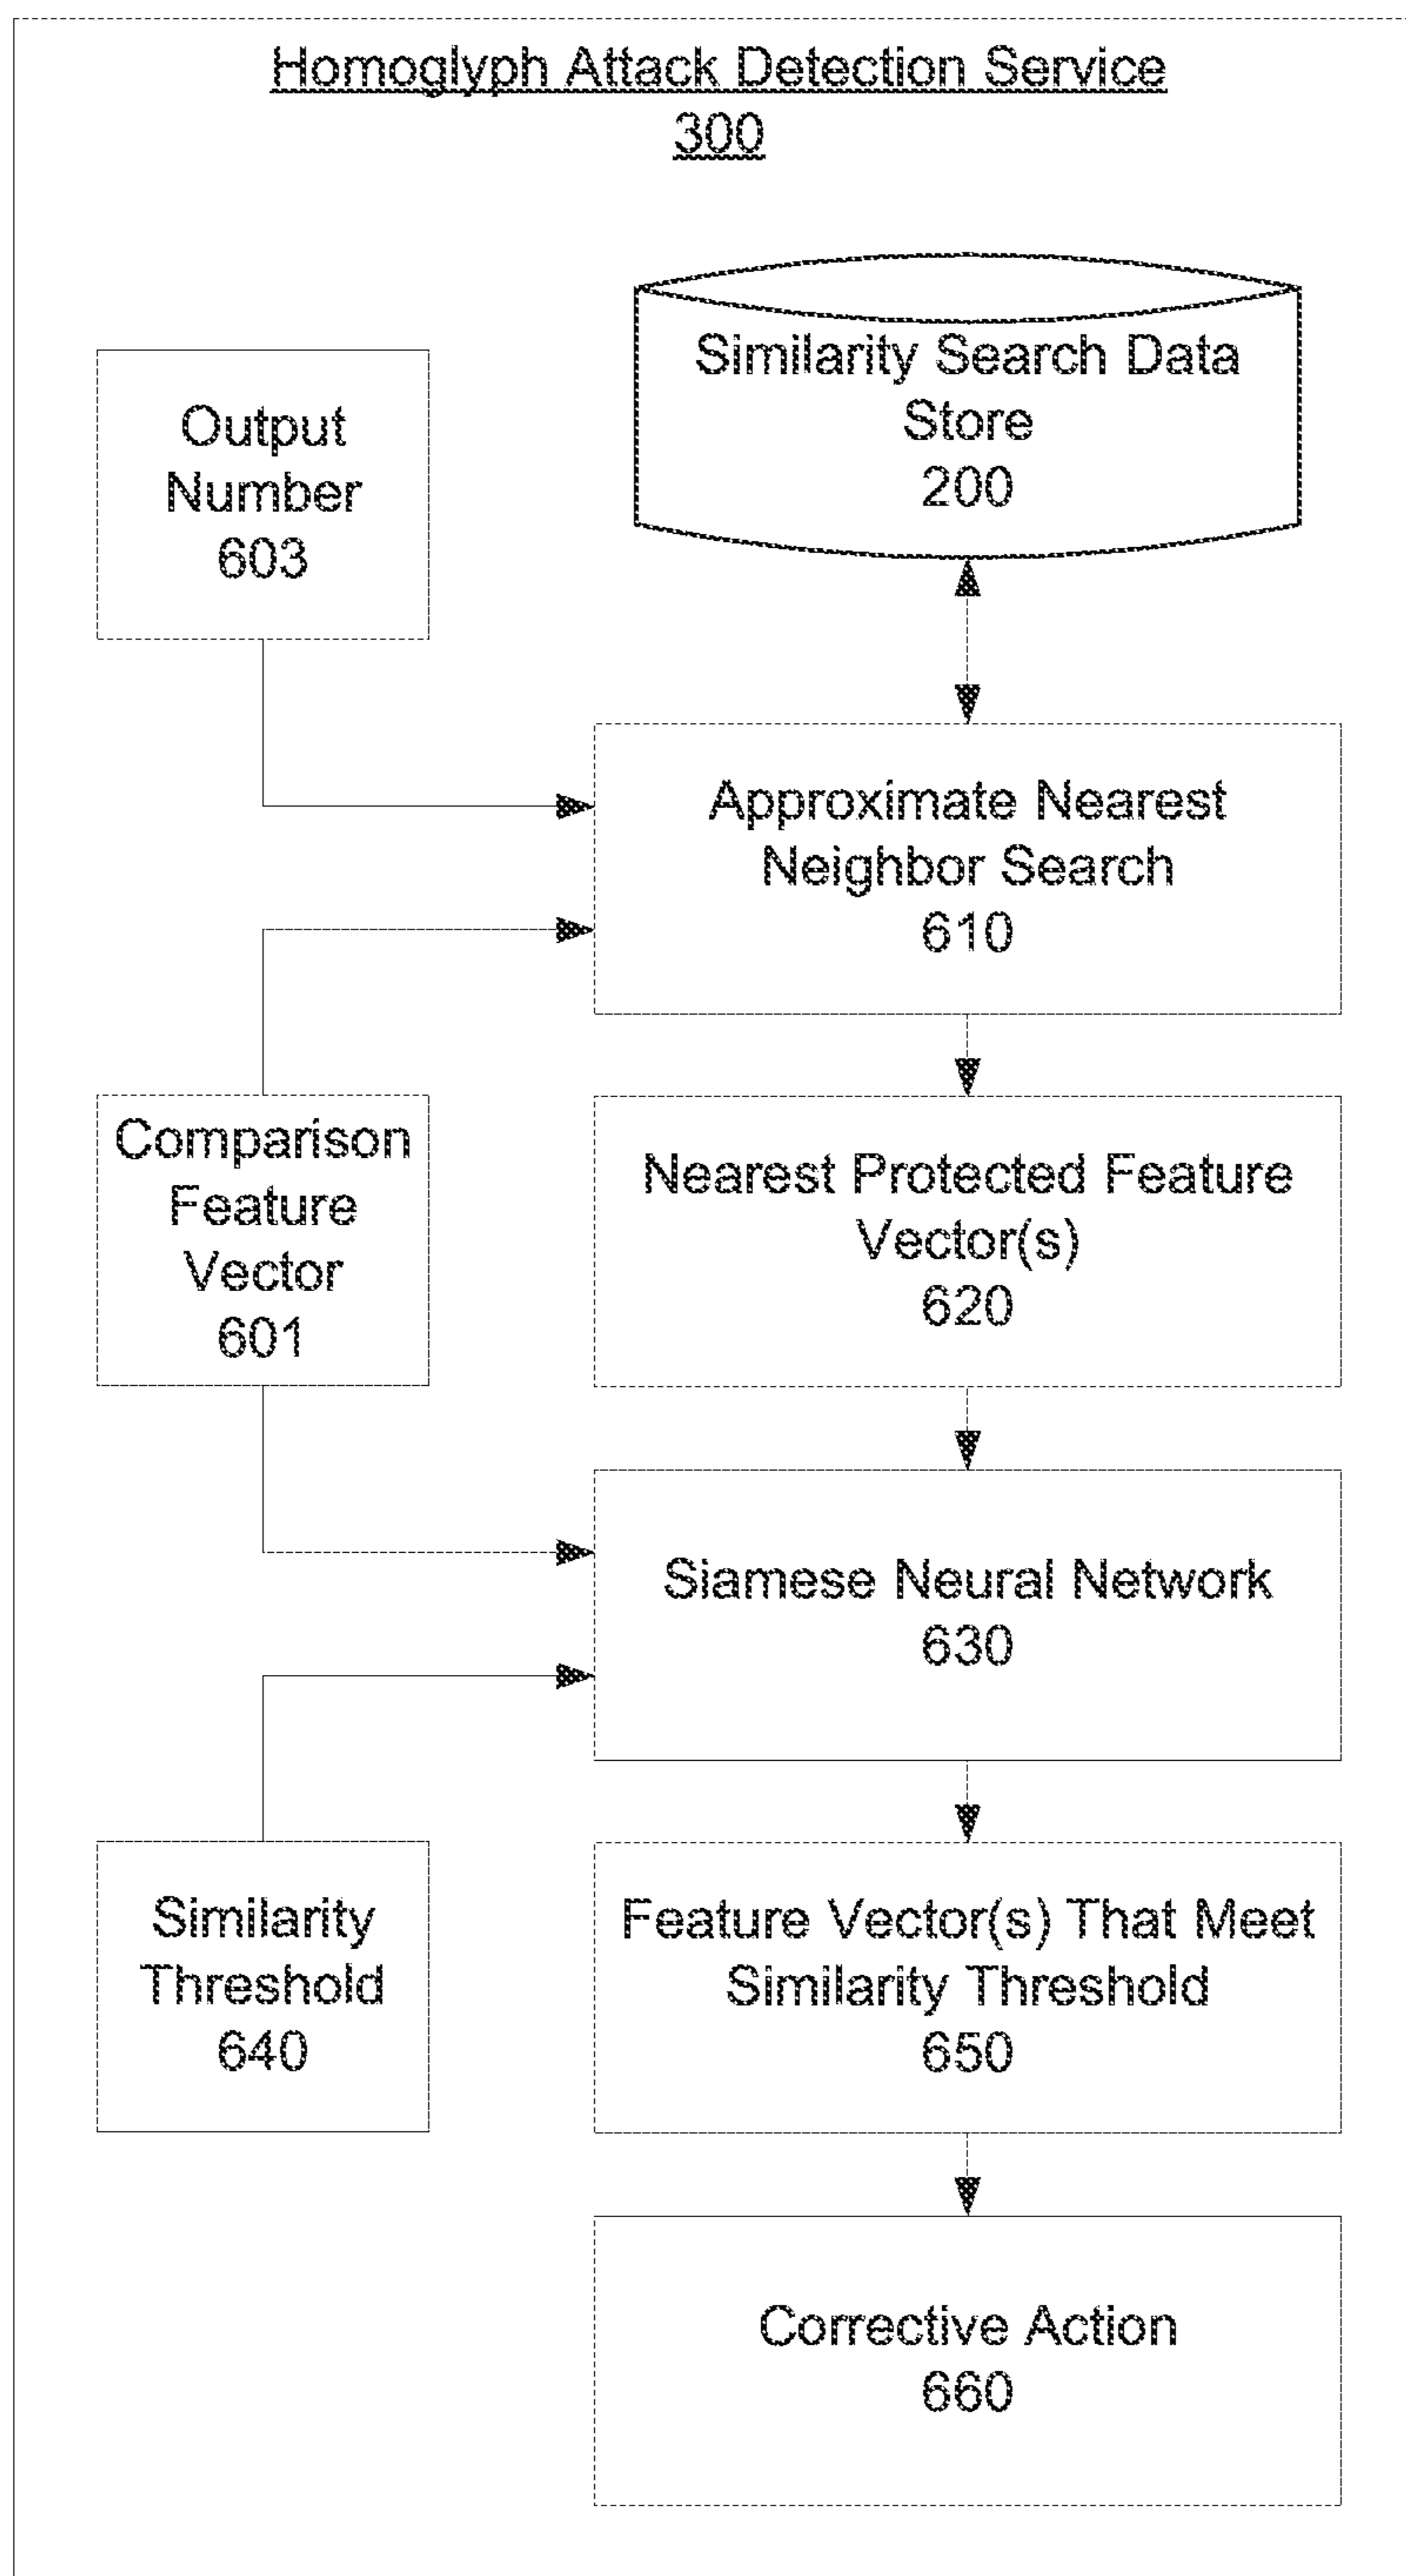 Homoglyph Attack Detection Service
300
Similarity Search Data
Store
200
Output
Number
603
Approximate Nearest
Neighbor Search
610
Comparison
Feature
Vector
601
Nearest Protected Feature
Vector(s)
620
Siamese Neural Network
630
Similarity
Threshold
640
Feature Vector(s) That Meet
Similarity Threshold
650
Corrective Action
660